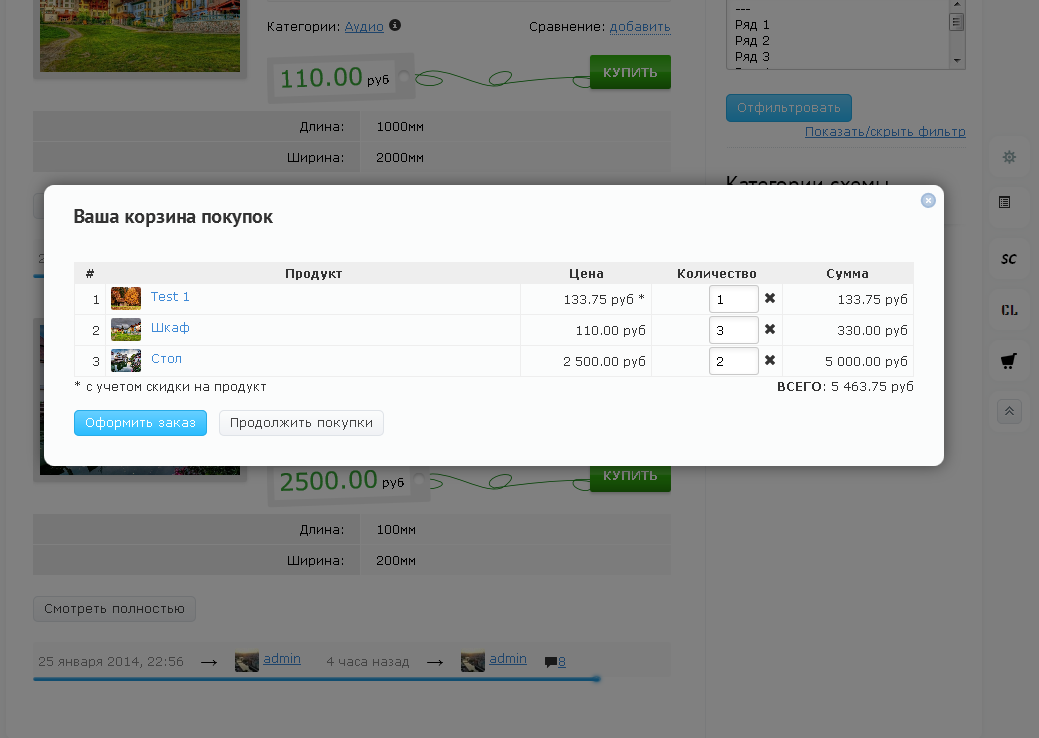 Категории: Аудио
Сравнение: добавить
110.00 руб
КУПИТЬ
Длина: 1000мм
Ширина: 2000мм
---
Ряд 1
Ряд 2
Ряд 3
Отфильтровать
Показать/скрыть фильтр
Категории схемы
SC
CL
Ваша корзина покупок
# Продукт Цена Количество Сумма
1 Test 1 133.75 руб * 1 133.75 руб
2 Шкаф 110.00 руб 3 330.00 руб
3 Стол 2 500.00 руб 2 5 000.00 руб
* с учетом скидки на продукт ВСЕГО: 5 463.75 руб
Оформить заказ Продолжить покупки
2500.00 руб
КУПИТЬ
Длина: 100мм
Ширина: 200мм
Смотреть полностью
25 января 2014, 22:56 → admin 4 часа назад → admin 8